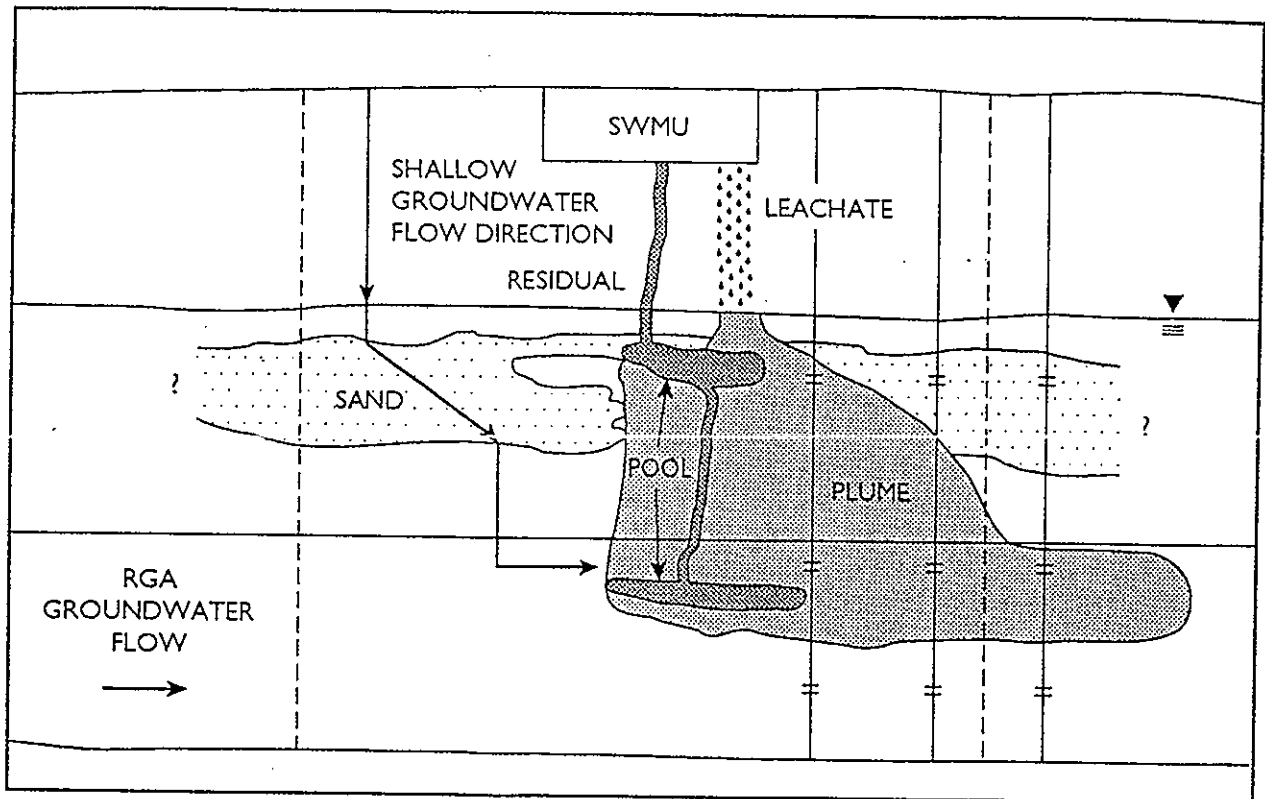 SWMU
SHALLOW
GROUNDWATER
FLOW DIRECTION
LEACHATE
RESIDUAL
?
SAND
?
POOL
PLUME
RGA
GROUNDWATER
FLOW